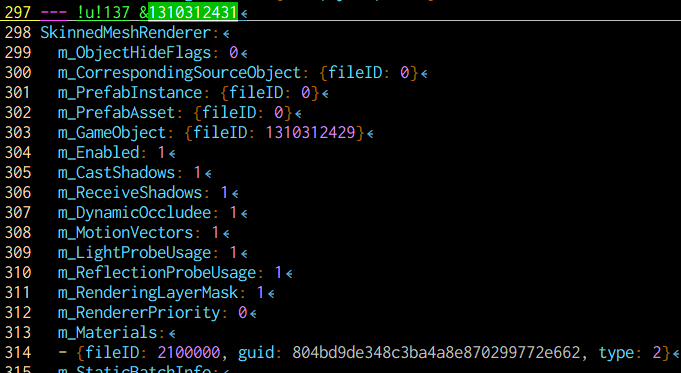 297 --- !u!137 &1310312431
298 SkinnedMeshRenderer:
299 m_ObjectHideFlags: 0
300 m_CorrespondingSourceObject: {fileID: 0}
301 m_PrefabInstance: {fileID: 0}
302 m_PrefabAsset: {fileID: 0}
303 m_GameObject: {fileID: 1310312429}
304 m_Enabled: 1
305 m_CastShadows: 1
306 m_ReceiveShadows: 1
307 m_DynamicOccludee: 1
308 m_MotionVectors: 1
309 m_LightProbeUsage: 1
310 m_ReflectionProbeUsage: 1
311 m_RenderingLayerMask: 1
312 m_RendererPriority: 0
313 m_Materials:
314 - {fileID: 2100000, guid: 804bd9de348c3ba4a8e870299772e662, type: 2}
315 m_StaticBatchInfo: